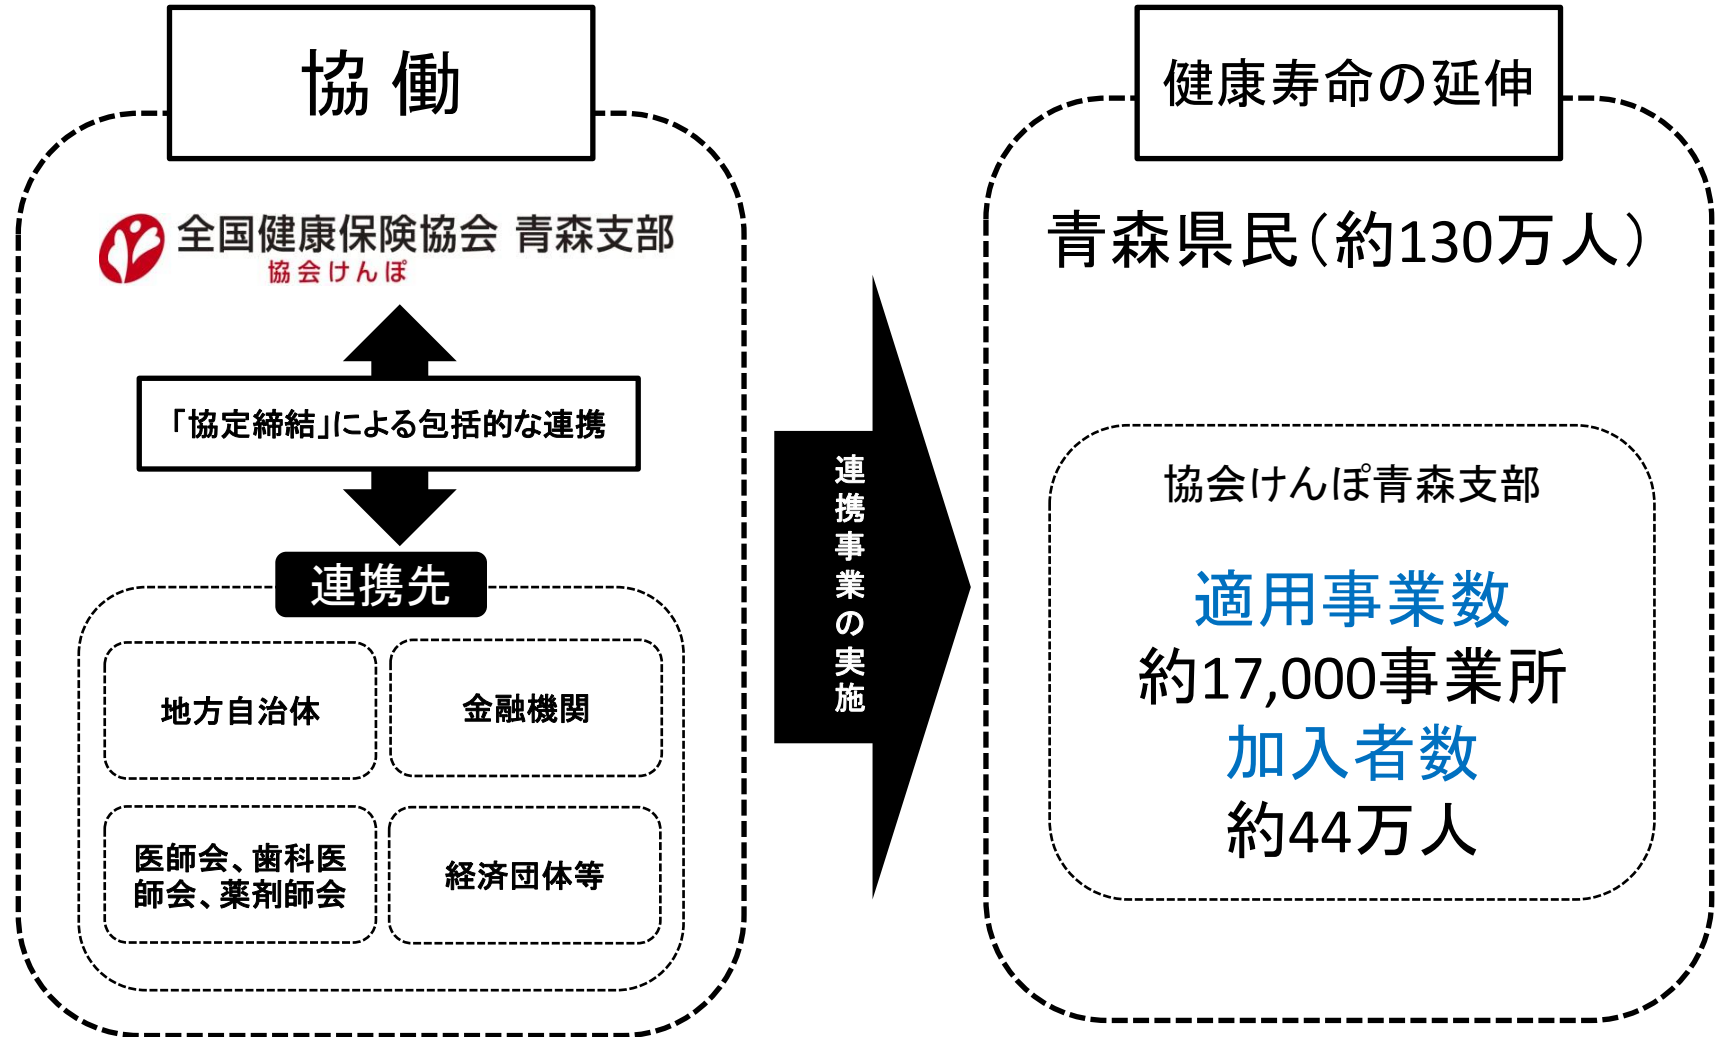 協 働
全国健康保険協会 青森支部
協会けんぽ
「協定締結」による包括的な連携
連携先
地方自治体
金融機関
医師会、歯科医
師会、薬剤師会
経済団体等
連携事業の実施
健康寿命の延伸
青森県民（約130万人）
協会けんぽ青森支部
適用事業数
約17,000事業所
加入者数
約44万人